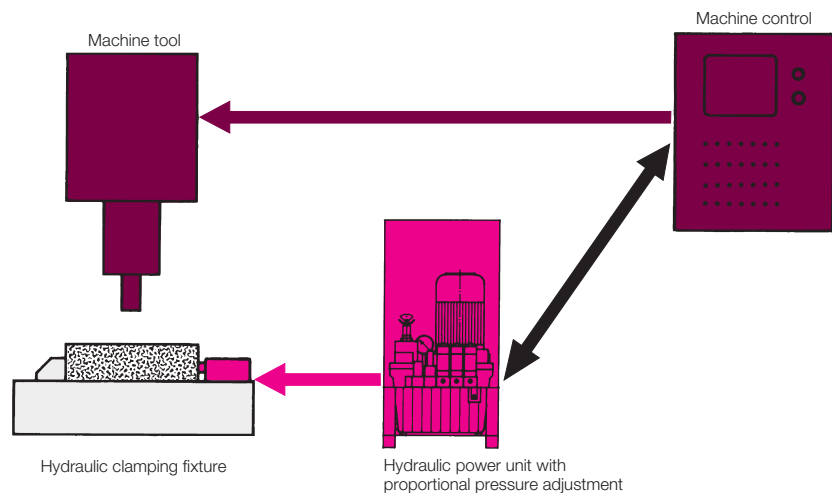 Machine control
Machine tool
Hydraulic clamping fixture
Hydraulic power unit with
proportional pressure adjustment